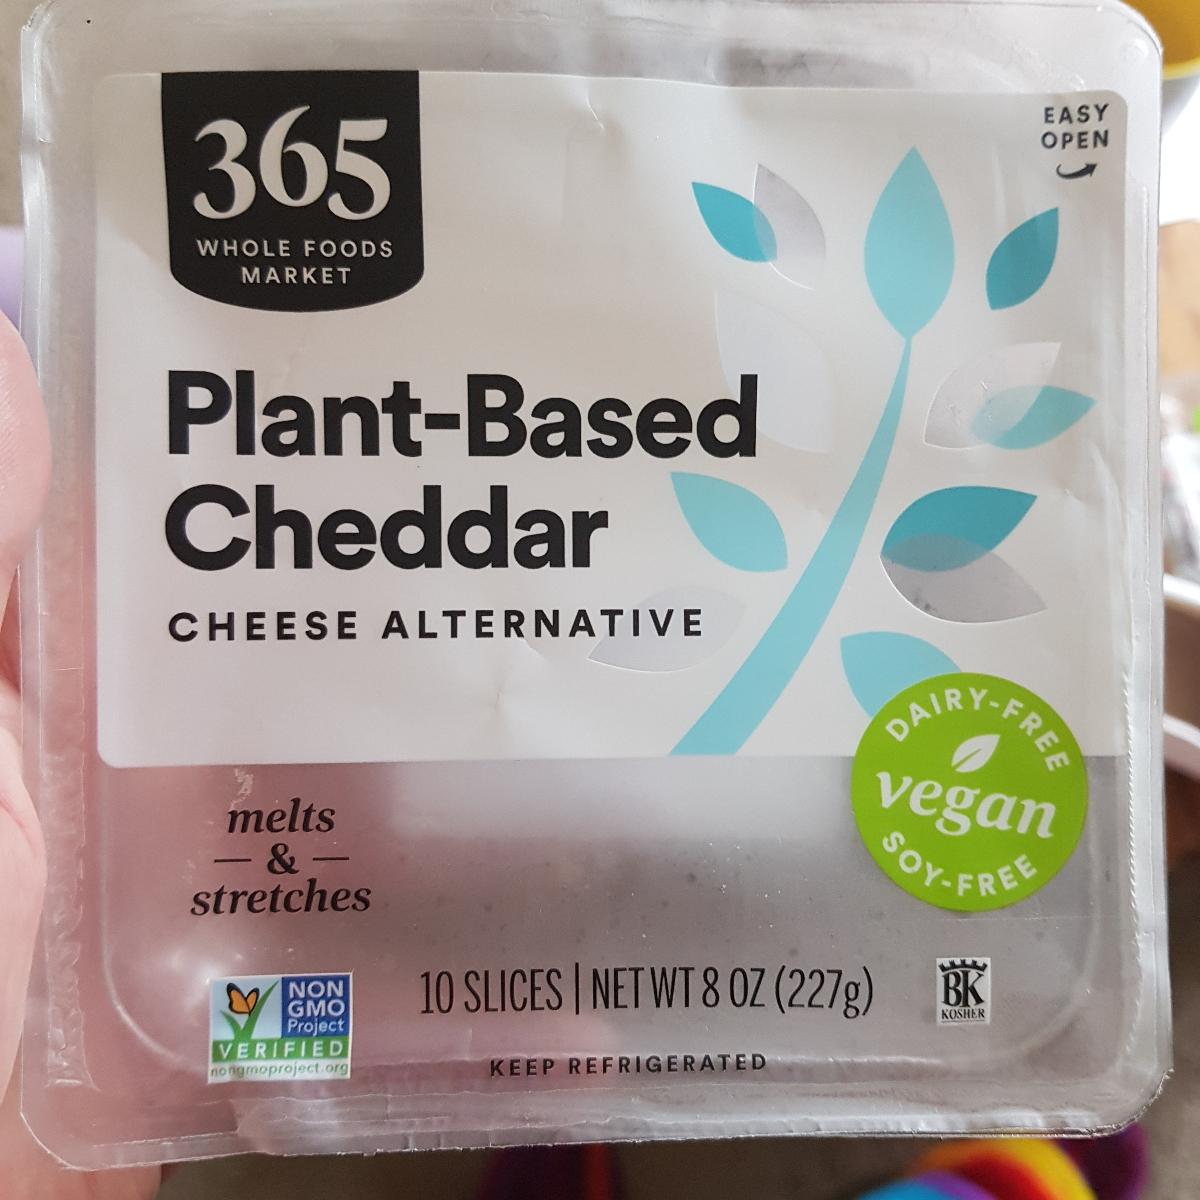 365
WHOLE FOODS
MARKET
EASY
OPEN
Plant-Based
Cheddar
CHEESE ALTERNATIVE
DAIRY-FREE
vegan
SOY-FREE
melts
&
stretches
NON
GMO
Project
VERIFIED
nongmoproject.org
10 SLICES | NET WT 8 OZ (227g)
BK
KOSHER
KEEP REFRIGERATED